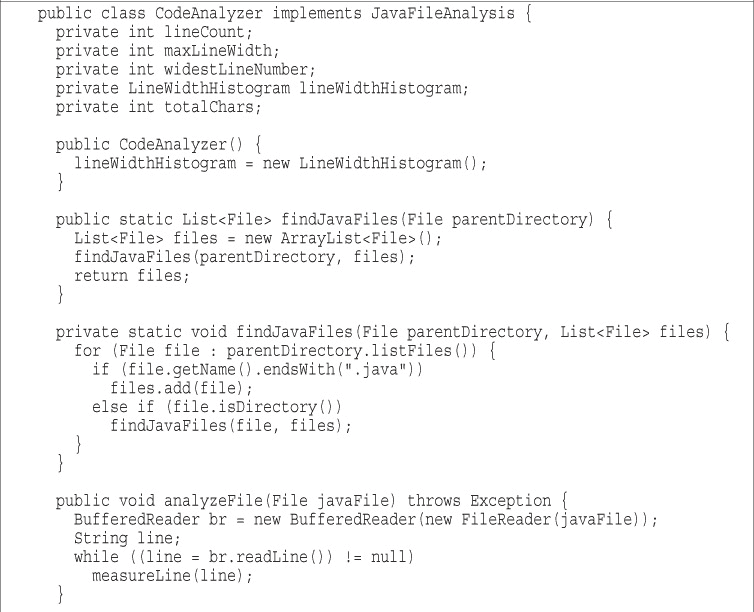 public class CodeAnalyzer implements JavaFileAnalysis {
  private int lineCount;
  private int maxLineWidth;
  private int widestLineNumber;
  private LineWidthHistogram lineWidthHistogram;
  private int totalChars;

  public CodeAnalyzer() {
    lineWidthHistogram = new LineWidthHistogram();
  }

  public static List<File> findJavaFiles(File parentDirectory) {
    List<File> files = new ArrayList<File>();
    findJavaFiles(parentDirectory, files);
    return files;
  }

  private static void findJavaFiles(File parentDirectory, List<File> files) {
    for (File file : parentDirectory.listFiles()) {
      if (file.getName().endsWith(".java"))
        files.add(file);
      else if (file.isDirectory())
        findJavaFiles(file, files);
    }
  }

  public void analyzeFile(File javaFile) throws Exception {
    BufferedReader br = new BufferedReader(new FileReader(javaFile));
    String line;
    while ((line = br.readLine()) != null)
      measureLine(line);
  }